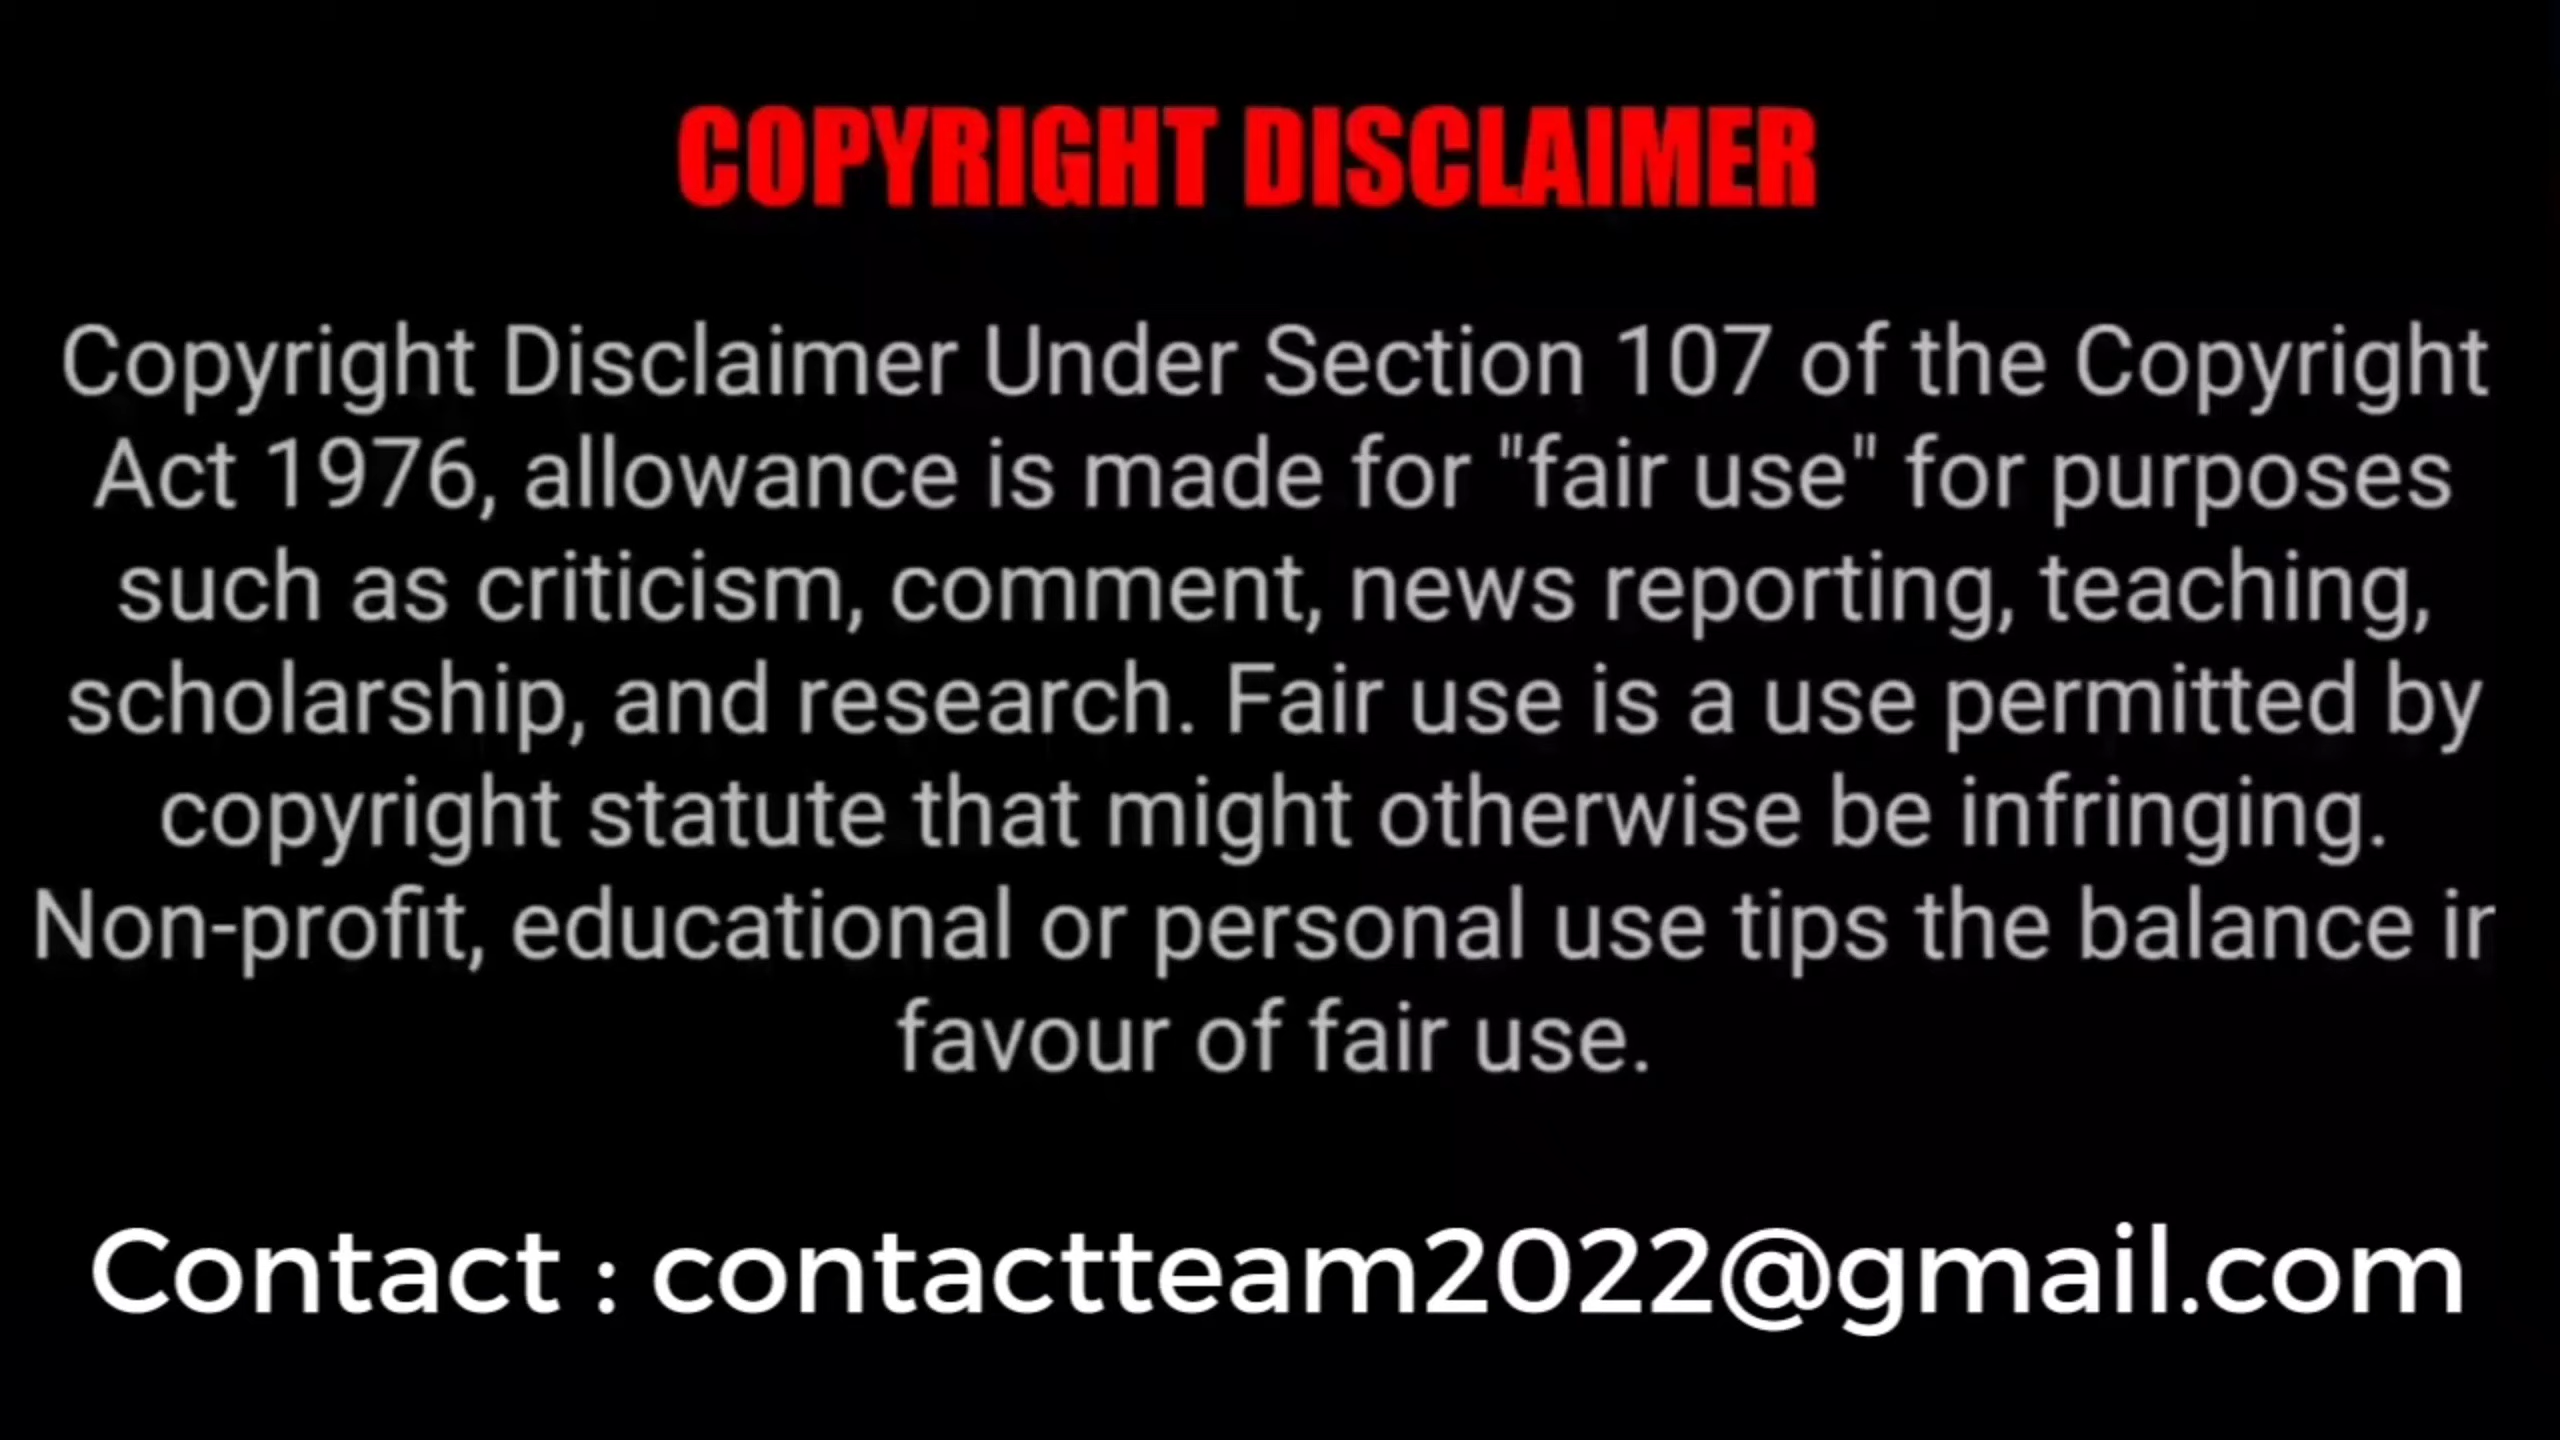 COPYRIGHT DISCLAIMER
Copyright Disclaimer Under Section 107 of the Copyright
Act 1976, allowance is made for "fair use" for purposes
such as criticism, comment, news reporting, teaching,
scholarship, and research. Fair use is a use permitted by
copyright statute that might otherwise be infringing.
Non-profit, educational or personal use tips the balance in
favour of fair use.
Contact : contactteam2022@gmail.com